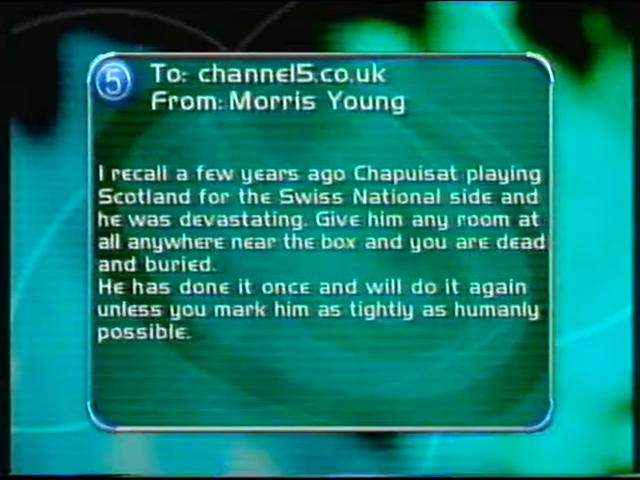 5
To: channel5.co.uk
From: Morris Young
I recall a few years ago Chapuisat playing
Scotland for the Swiss National side and
he was devastating. Give him any room at
all anywhere near the box and you are dead
and buried.
He has done it once and will do it again
unless you mark him as tightly as humanly
possible.